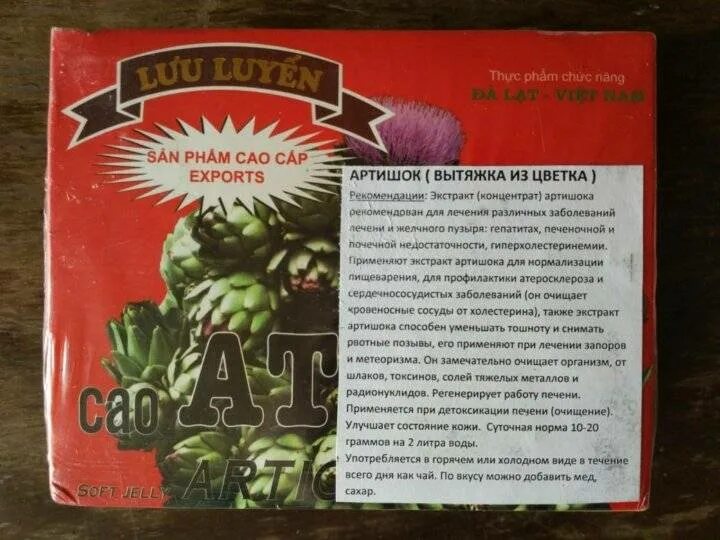 LƯU LUYẾN
Thực phẩm chức năng
ĐÀ LẠT - VIỆT NAM
SẢN PHẨM CAO CẤP
EXPORTS
АРТИШОК ( ВЫТЯЖКА ИЗ ЦВЕТКА )
Рекомендации: Экстракт (концентрат) артишока
рекомендован для лечения различных заболеваний
печени и желчного пузыря: гепатитах, печеночной и
почечной недостаточности, гиперхолестеринемии.
Применяют экстракт артишока для нормализации
пищеварения, для профилактики атеросклероза и
сердечнососудистых заболеваний (он очищает
кровеносные сосуды от холестерина), также экстракт
артишока способен уменьшать тошноту и снимать
рвотные позывы, его применяют при лечении запоров
и метеоризма. Он замечательно очищает организм, от
шлаков, токсинов, солей тяжелых металлов и
радионуклидов. Регенерирует работу печени.
Применяется при детоксикации печени (очищение).
Улучшает состояние кожи. Суточная норма 10-20
граммов на 2 литра воды.
Употребляется в горячем или холодном виде в течение
всего дня как чай. По вкусу можно добавить мед,
сахар.
cao AT
SOFT JELLY ARTIC